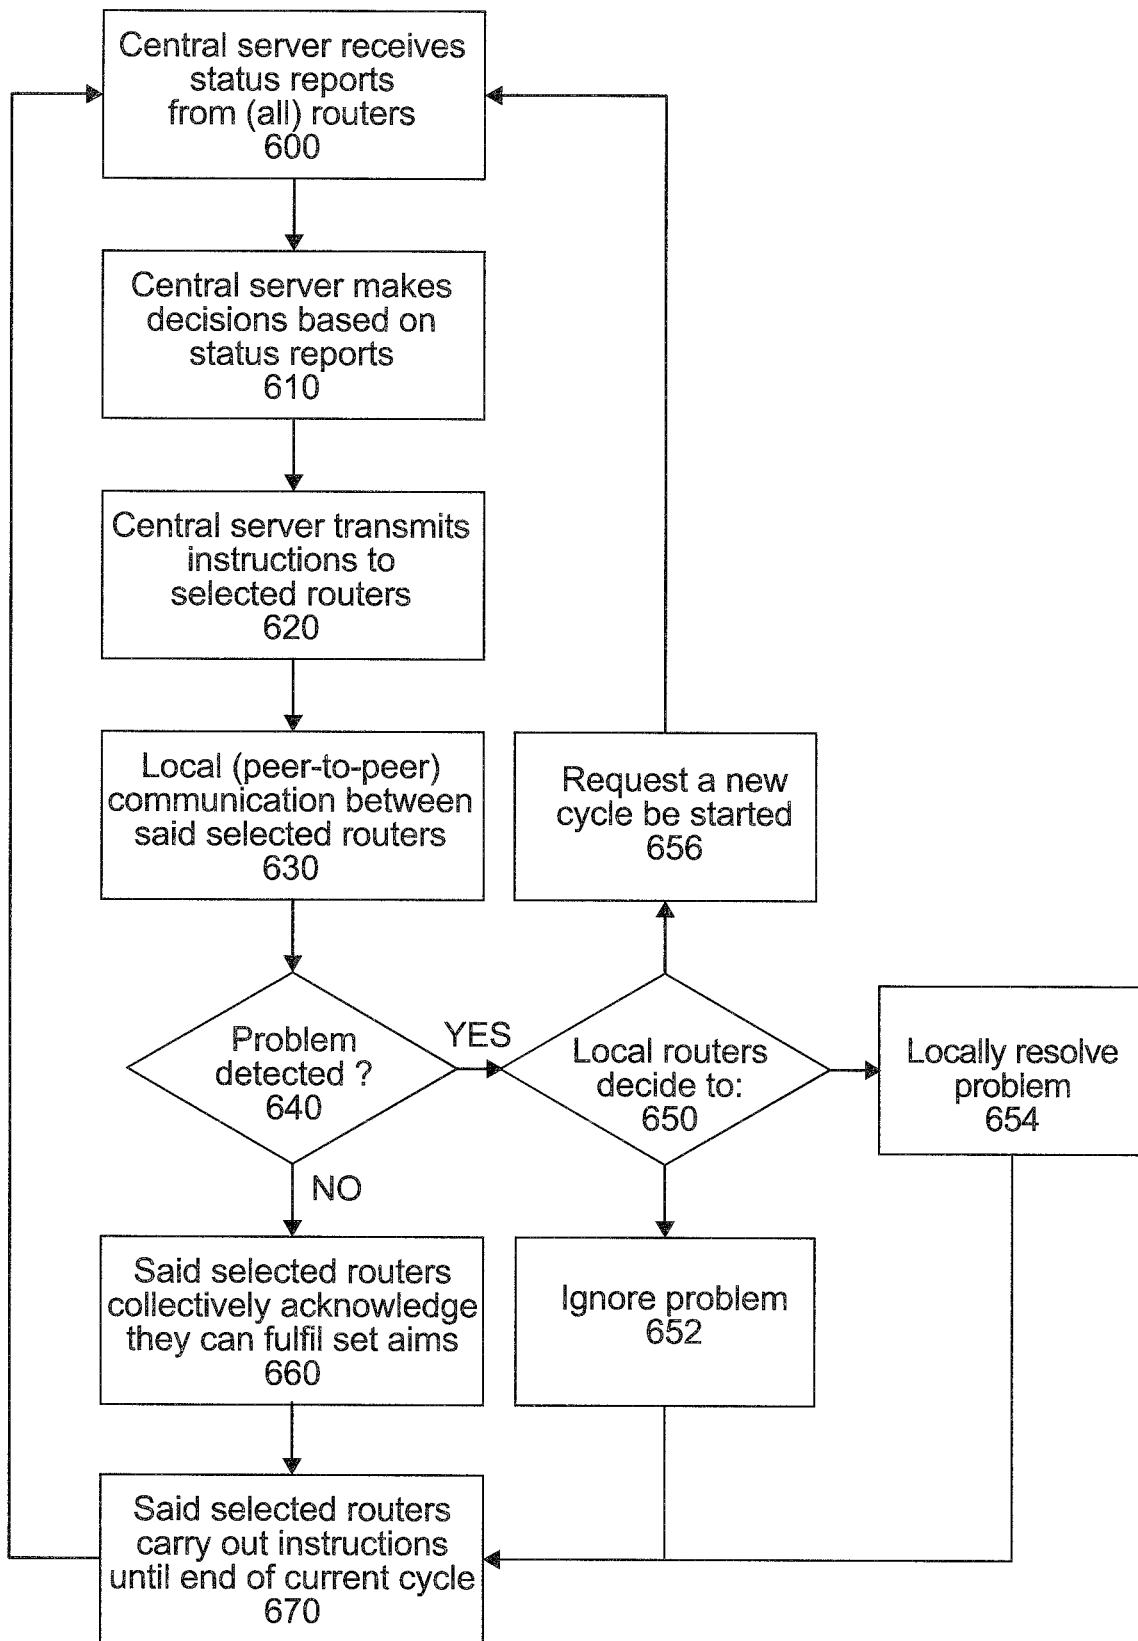 Central server receives
status reports
from (all) routers
600
Central server makes
decisions based on
status reports
610
Central server transmits
instructions to
selected routers
620
Local (peer-to-peer)
communication between
said selected routers
630
Request a new
cycle be started
656
Problem
detected ?
640
YES
Local routers
decide to:
650
Locally resolve
problem
654
NO
Said selected routers
collectively acknowledge
they can fulfil set aims
660
Ignore problem
652
Said selected routers
carry out instructions
until end of current cycle
670